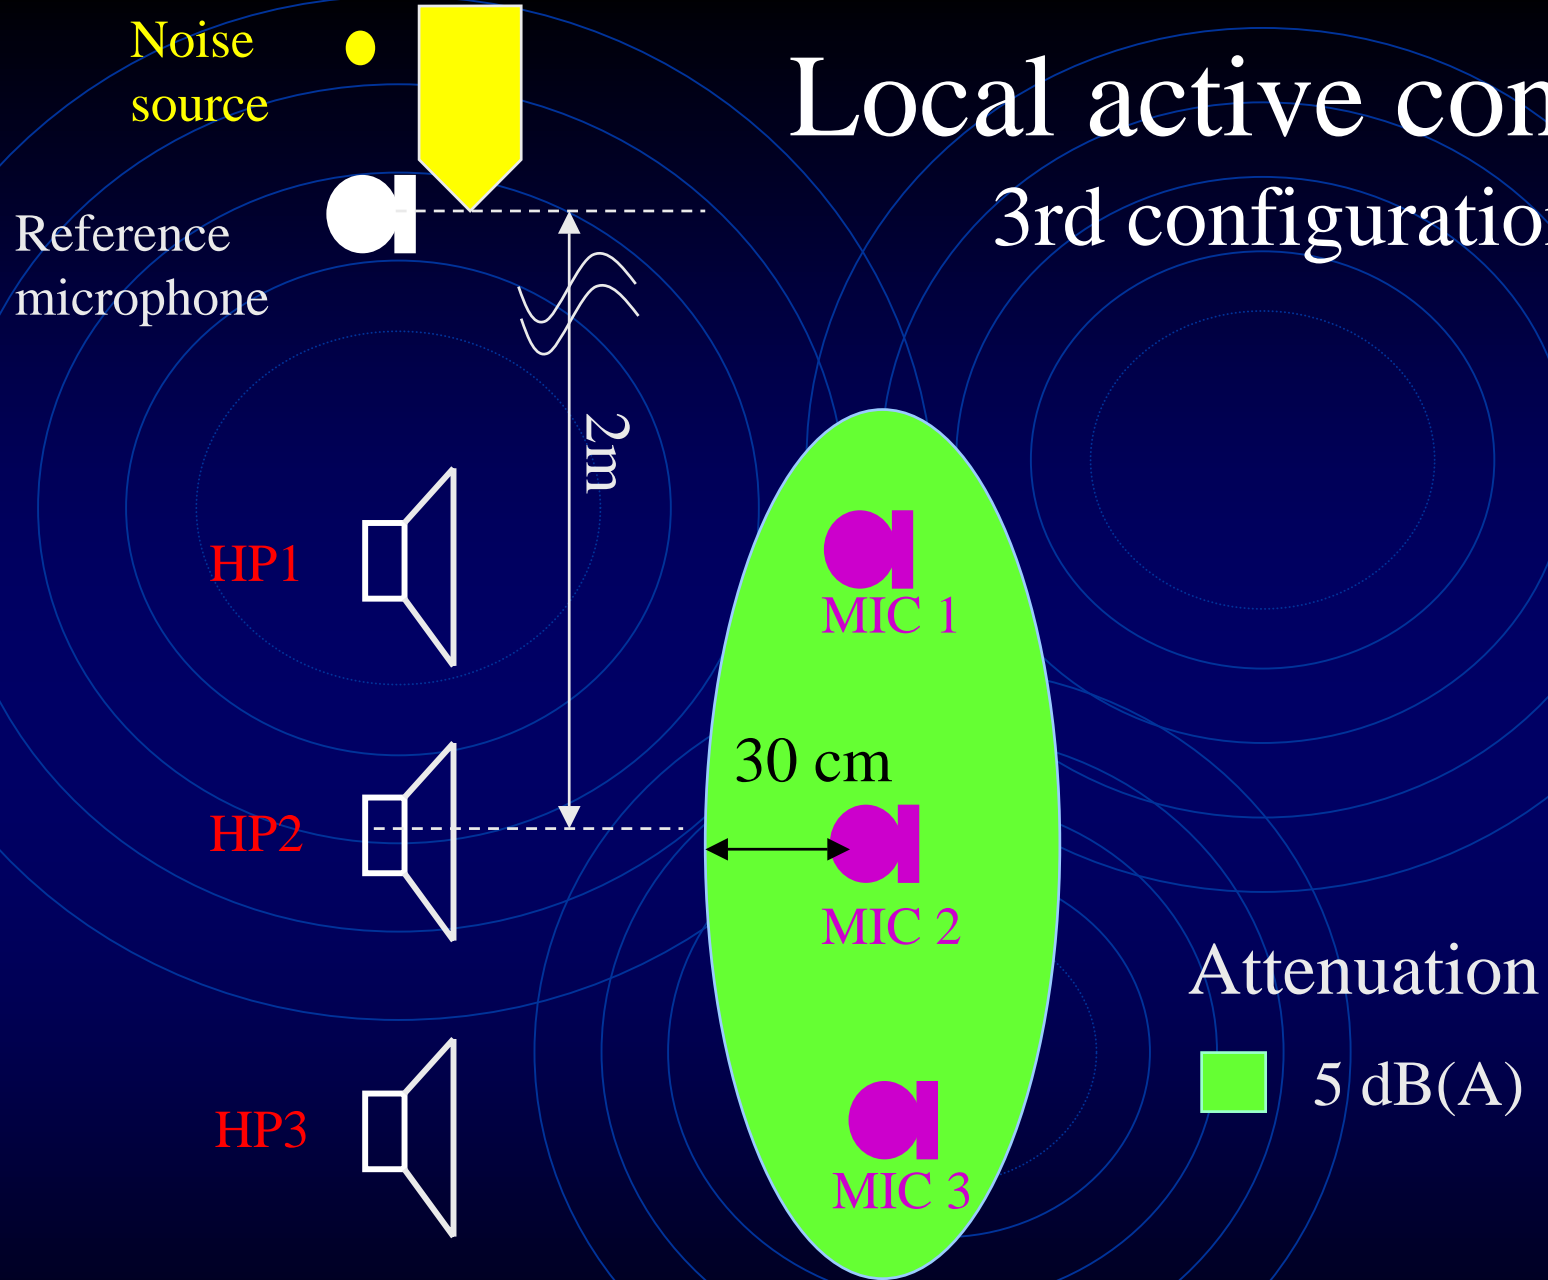 Noise
source
Local active con
3rd configuration
Reference
microphone
2m
HP1
MIC 1
30 cm
HP2
MIC 2
Attenuation
5 dB(A)
HP3
MIC 3